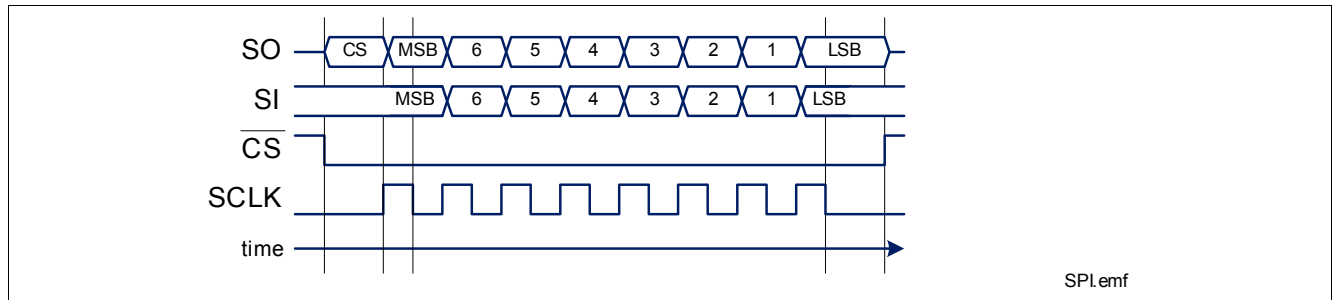 SO CS MSB 6 5 4 3 2 1 LSB
SI MSB 6 5 4 3 2 1 LSB
CS
SCLK
time
SPI.emf